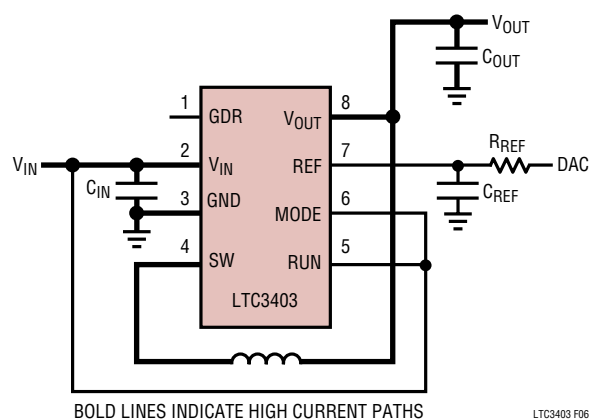 VOUT
COUT
1 GDR
VOUT 8
VIN
2 VIN
REF 7
RREF
DAC
CIN
3 GND
MODE 6
CREF
4 SW
RUN 5
LTC3403
BOLD LINES INDICATE HIGH CURRENT PATHS
LTC3403 F06